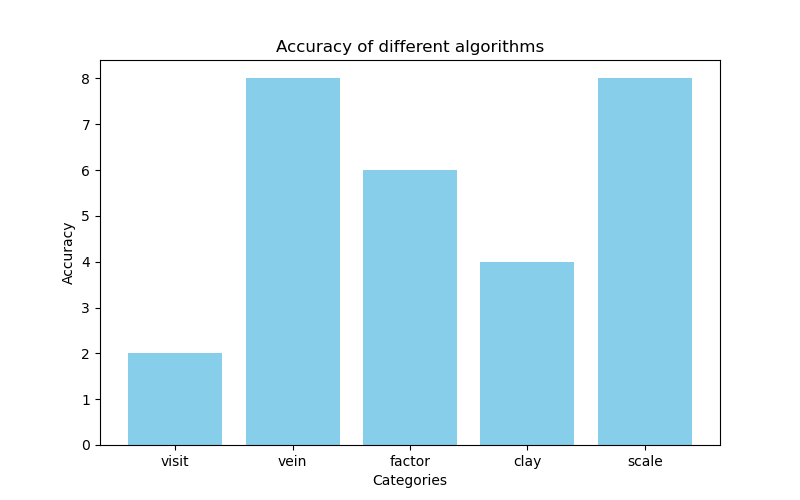 Accuracy of different algorithms
Accuracy
8
7
6
5
4
3
2
1
0
visit vein factor clay scale
Categories